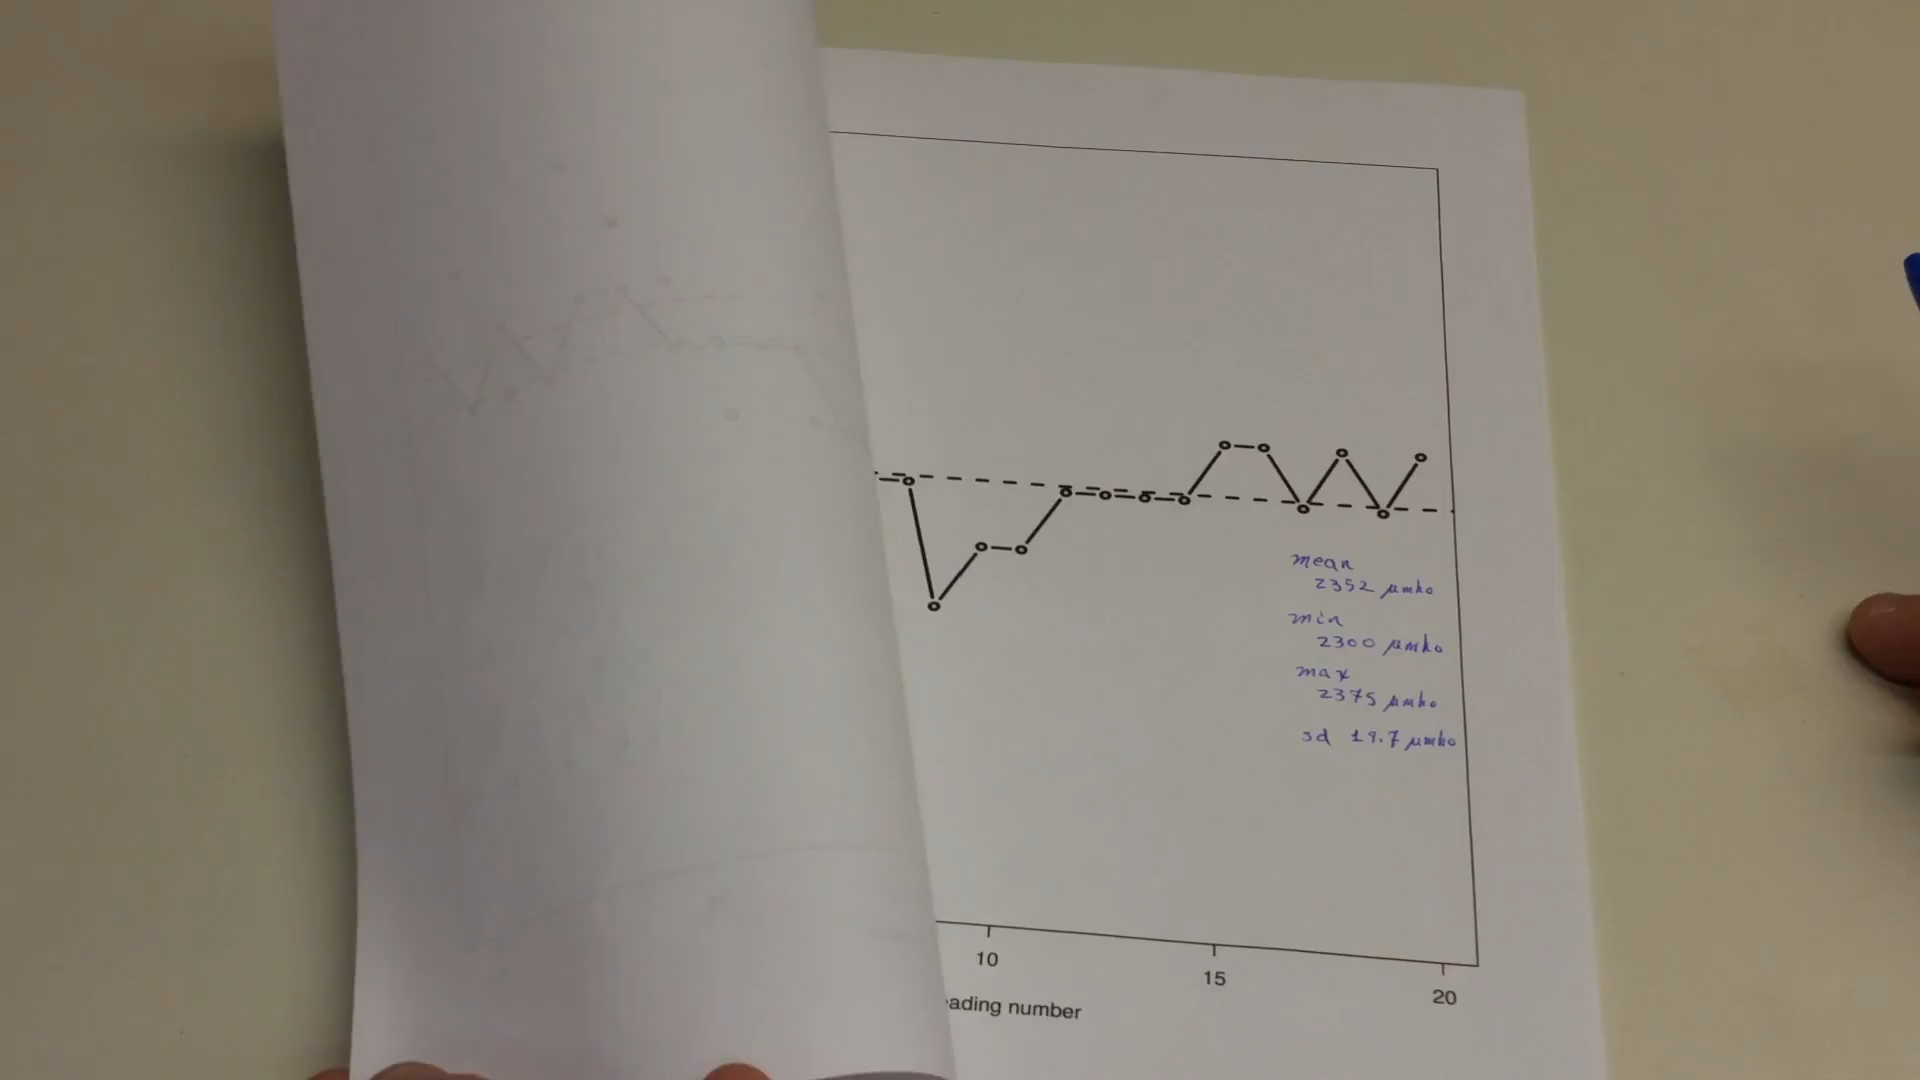 mean
2352 μmho
min
2300 μmho
max
2375 μmho
sd 19.7 μmho
10 15 20
eading number